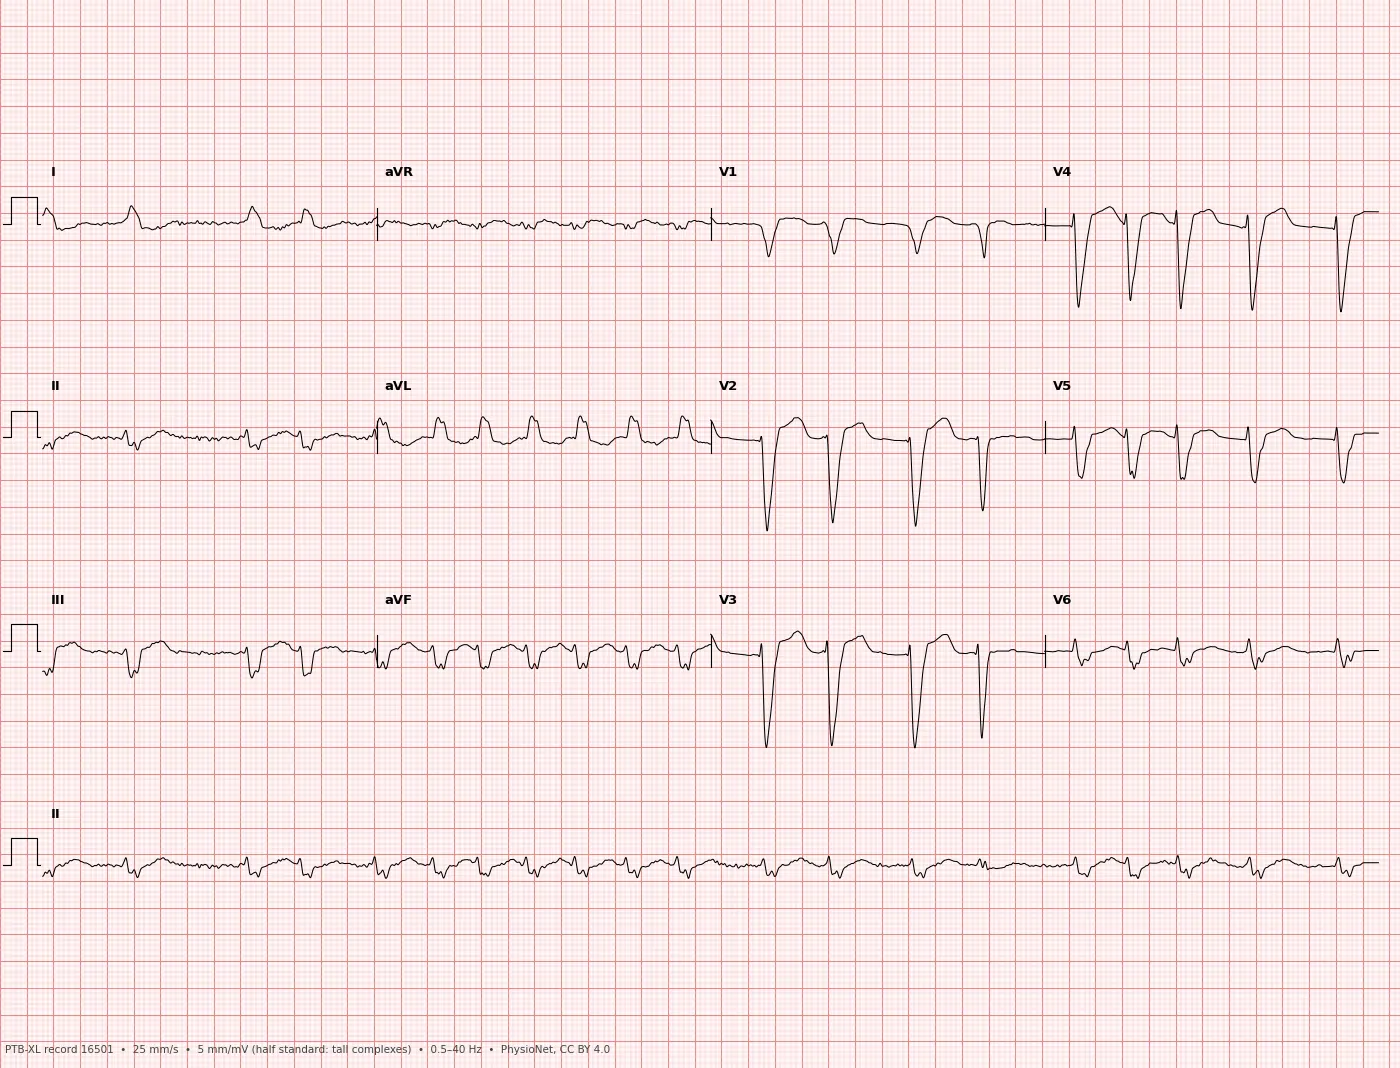 I aVR V1 V4
II aVL V2 V5
III aVF V3 V6
II
PTB-XL record 16501 • 25 mm/s • 5 mm/mV (half standard: tall complexes) • 0.5–40 Hz • PhysioNet, CC BY 4.0